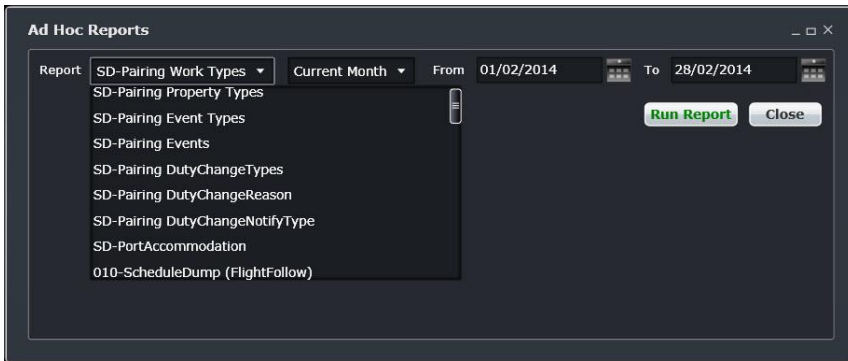 Ad Hoc Reports
Report SD-Pairing Work Types Current Month From 01/02/2014 To 28/02/2014
SD-Pairing Property Types
SD-Pairing Event Types
Run Report Close
SD-Pairing Events
SD-Pairing DutyChangeTypes
SD-Pairing DutyChangeReason
SD-Pairing DutyChangeNotifyType
SD-PortAccommodation
010-ScheduleDump (FlightFollow)